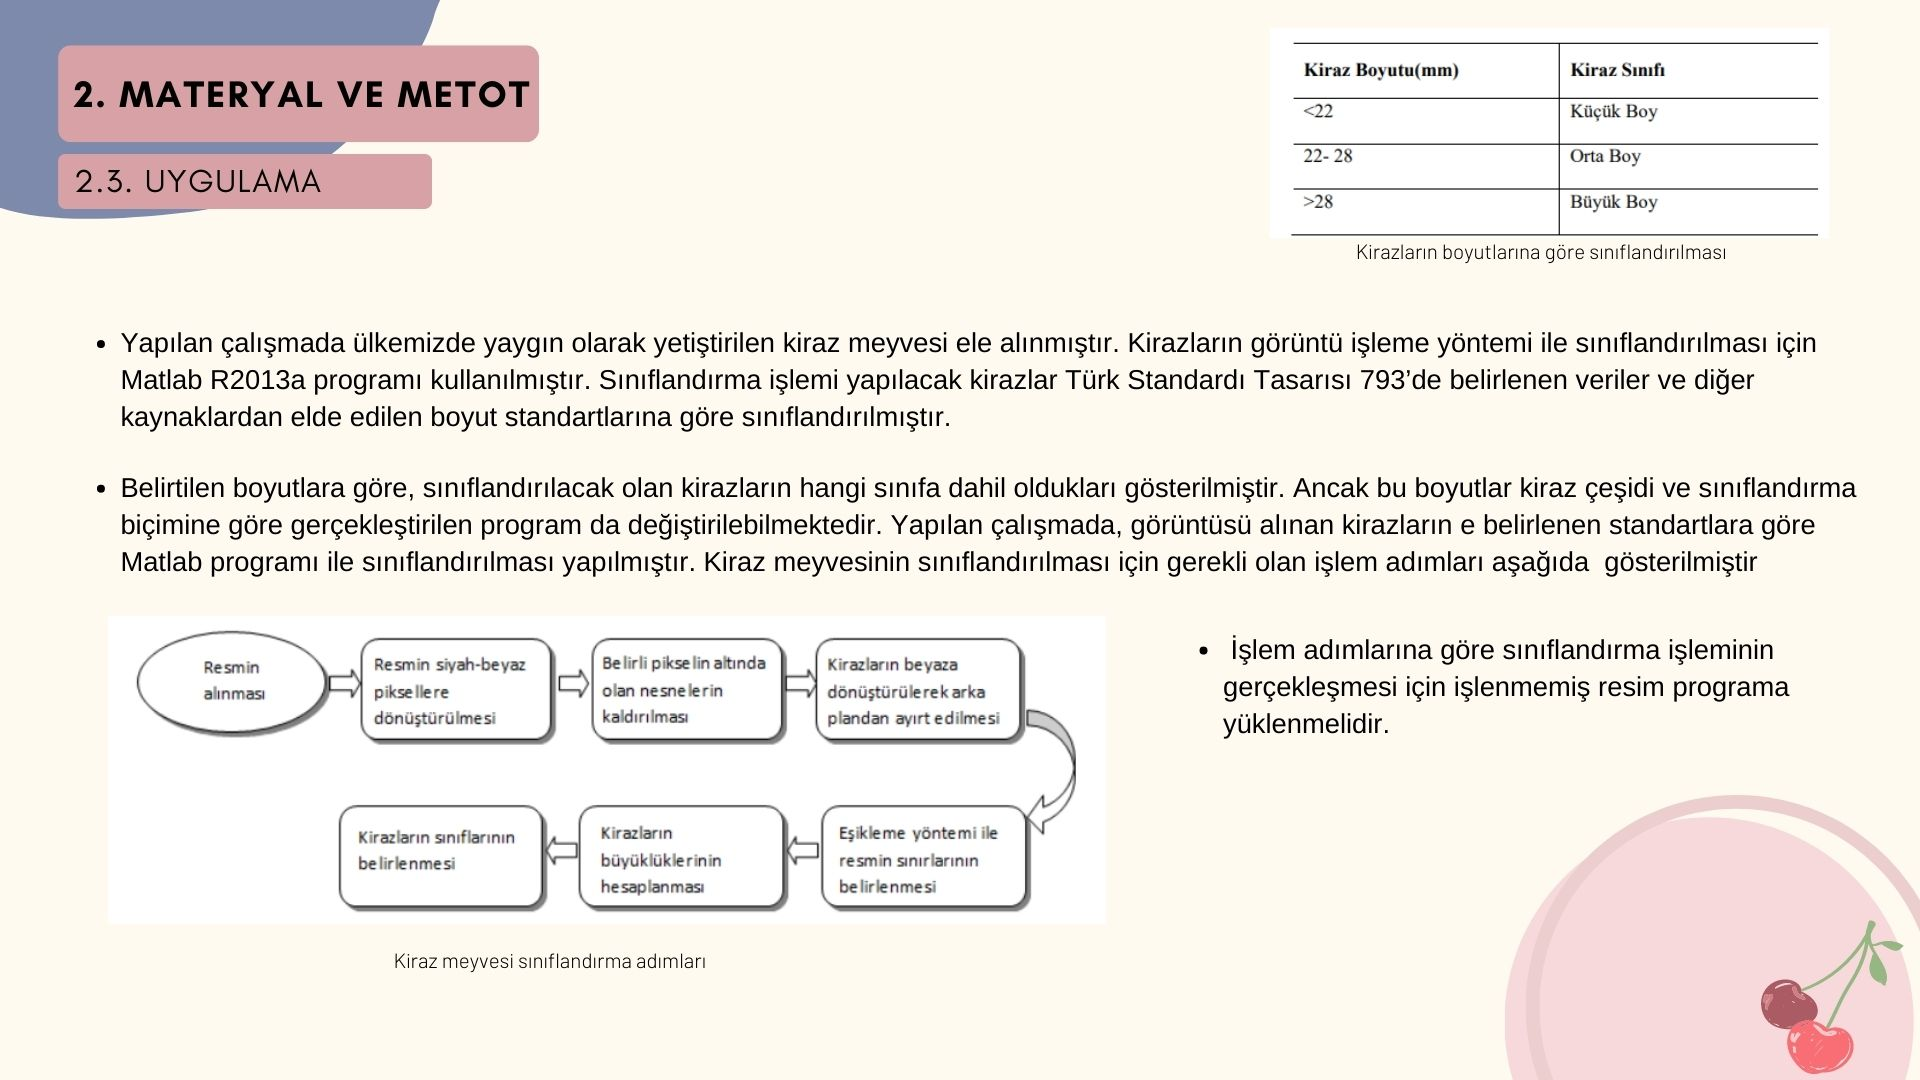 2. MATERYAL VE METOT
2.3. UYGULAMA
Kiraz Boyutu(mm) Kiraz Sınıfı
<22 Küçük Boy
22- 28 Orta Boy
>28 Büyük Boy
Kirazların boyutlarına göre sınıflandırılması
• Yapılan çalışmada ülkemizde yaygın olarak yetiştirilen kiraz meyvesi ele alınmıştır. Kirazların görüntü işleme yöntemi ile sınıflandırılması için
Matlab R2013a programı kullanılmıştır. Sınıflandırma işlemi yapılacak kirazlar Türk Standardı Tasarısı 793’de belirlenen veriler ve diğer
kaynaklardan elde edilen boyut standartlarına göre sınıflandırılmıştır.
• Belirtilen boyutlara göre, sınıflandırılacak olan kirazların hangi sınıfa dahil oldukları gösterilmiştir. Ancak bu boyutlar kiraz çeşidi ve sınıflandırma
biçimine göre gerçekleştirilen program da değiştirilebilmektedir. Yapılan çalışmada, görüntüsü alınan kirazların e belirlenen standartlara göre
Matlab programı ile sınıflandırılması yapılmıştır. Kiraz meyvesinin sınıflandırılması için gerekli olan işlem adımları aşağıda  gösterilmiştir
Resmin
alınması
Resmin siyah-beyaz
piksellere
dönüştürülmesi
Belirli pikselin altında
olan nesnelerin
kaldırılması
Kirazların beyaza
dönüştürülerek arka
plandan ayırt edilmesi
Eşikleme yöntemi ile
resmin sınırlarının
belirlenmesi
Kirazların
büyüklüklerinin
hesaplanması
Kirazların sınıflarının
belirlenmesi
Kiraz meyvesi sınıflandırma adımları
• İşlem adımlarına göre sınıflandırma işleminin
gerçekleşmesi için işlenmemiş resim programa
yüklenmelidir.